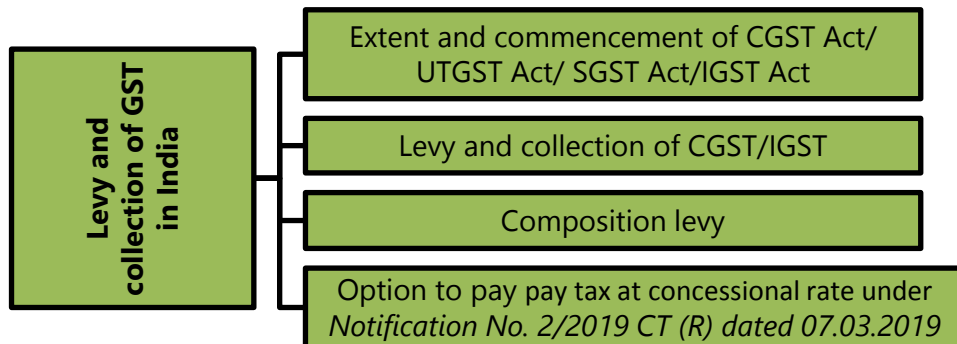 Levy and
collection of GST
in India
Extent and commencement of CGST Act/
UTGST Act/ SGST Act/IGST Act
Levy and collection of CGST/IGST
Composition levy
Option to pay pay tax at concessional rate under
Notification No. 2/2019 CT (R) dated 07.03.2019